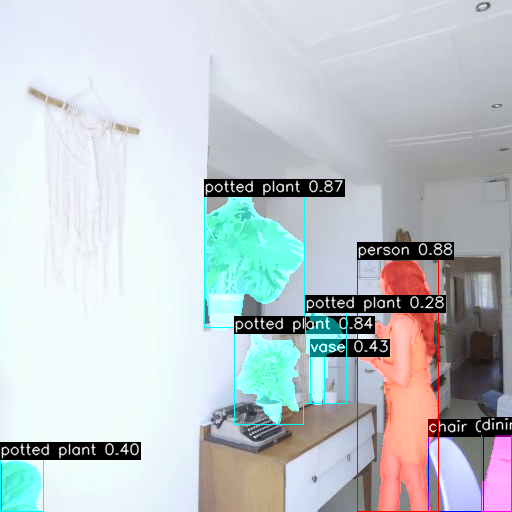 potted plant 0.87
person 0.88
potted plant 0.28
potted plant 0.84
vase 0.43
chair (
dinin
potted plant 0.40